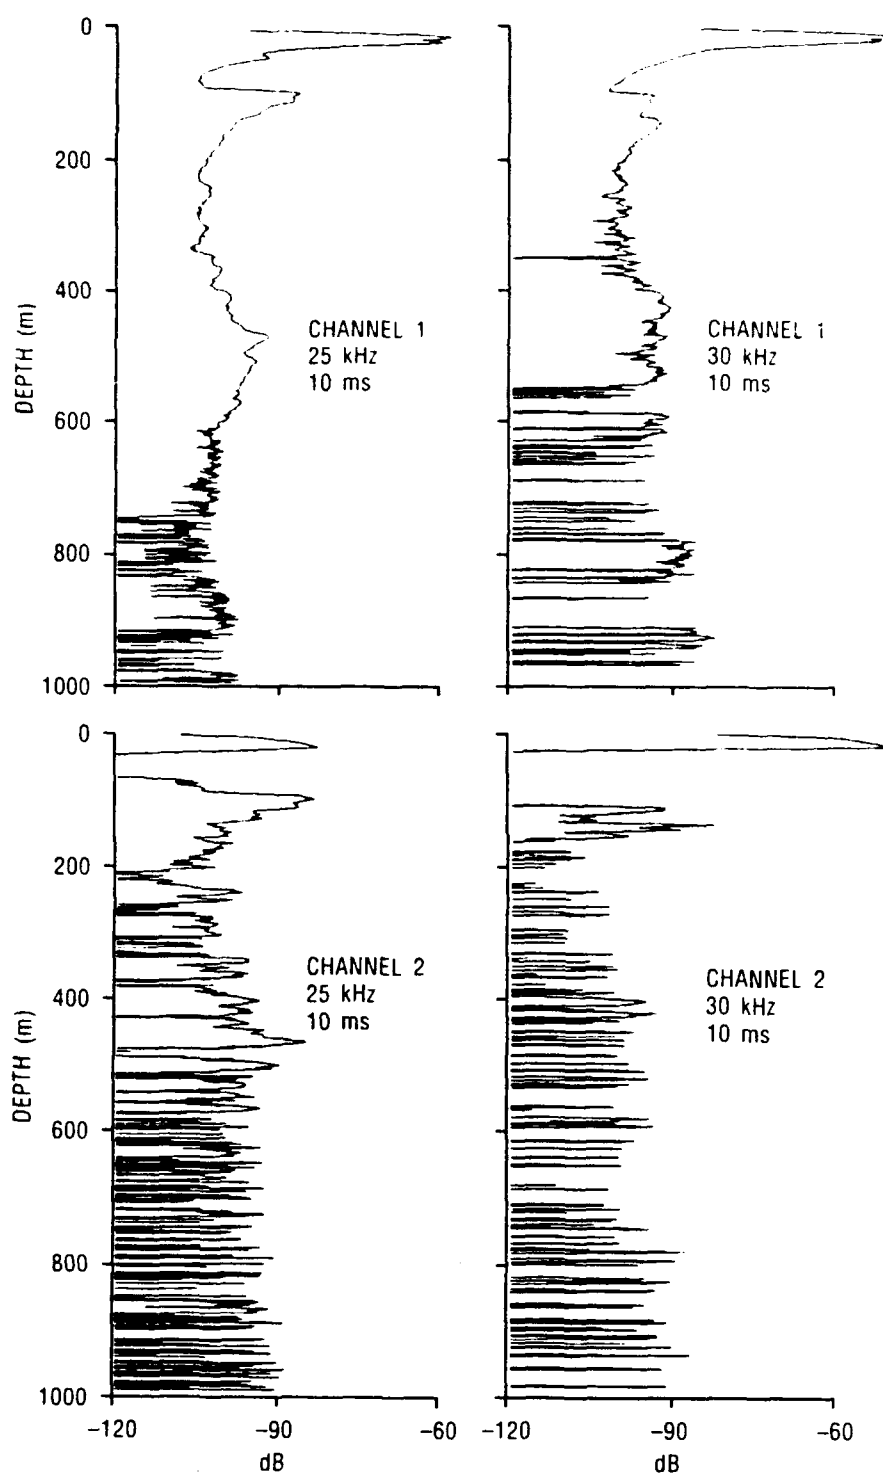 0
200
400
600
800
1000
DEPTH (m)
CHANNEL 1
25 kHz
10 ms
CHANNEL 1
30 kHz
10 ms
0
200
400
600
800
1000
DEPTH (m)
CHANNEL 2
25 kHz
10 ms
CHANNEL 2
30 kHz
10 ms
-120
-90
-60
dB
-120
-90
-60
dB